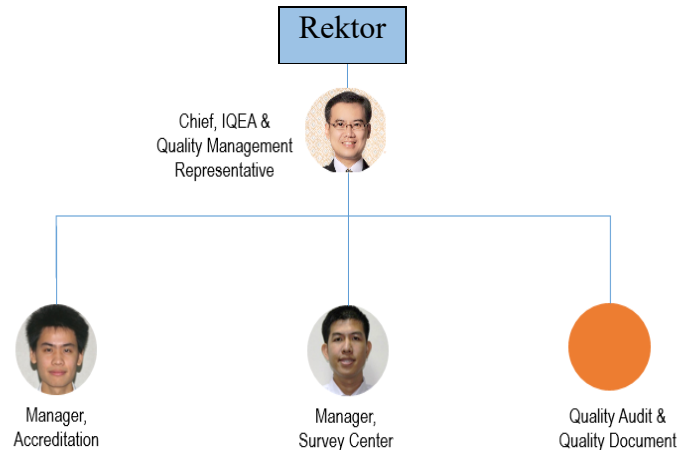 Rektor
Chief, IQEA &
Quality Management
Representative
Manager,
Accreditation
Manager,
Survey Center
Quality Audit &
Quality Document